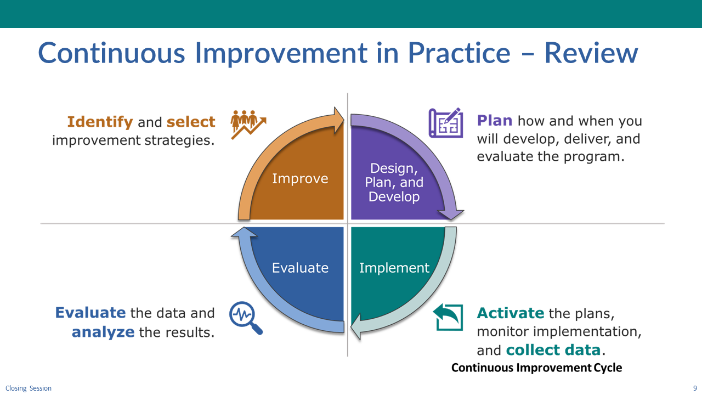 Continuous Improvement in Practice – Review
Identify and select
improvement strategies.
Plan how and when you
will develop, deliver, and
evaluate the program.
Improve
Design,
Plan, and
Develop
Evaluate
Implement
Evaluate the data and
analyze the results.
Activate the plans,
monitor implementation,
and collect data.
Continuous Improvement Cycle
Closing Session
9